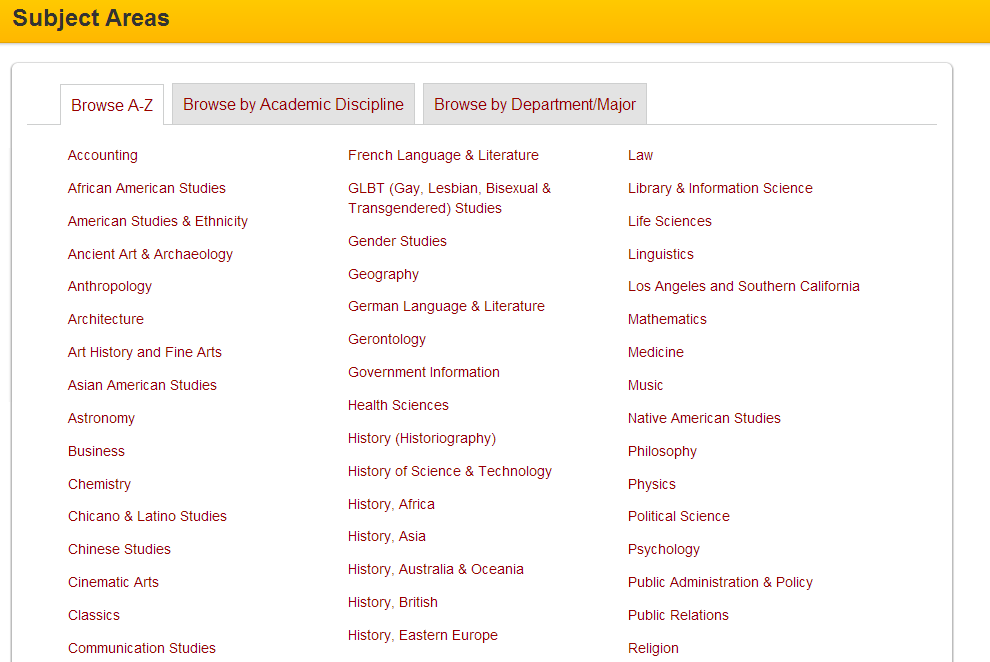 Subject Areas
Browse A-Z
Browse by Academic Discipline
Browse by Department/Major
Accounting
African American Studies
American Studies & Ethnicity
Ancient Art & Archaeology
Anthropology
Architecture
Art History and Fine Arts
Asian American Studies
Astronomy
Business
Chemistry
Chicano & Latino Studies
Chinese Studies
Cinematic Arts
Classics
Communication Studies
French Language & Literature
GLBT (Gay, Lesbian, Bisexual &
Transgendered) Studies
Gender Studies
Geography
German Language & Literature
Gerontology
Government Information
Health Sciences
History (Historiography)
History of Science & Technology
History, Africa
History, Asia
History, Australia & Oceania
History, British
History, Eastern Europe
Law
Library & Information Science
Life Sciences
Linguistics
Los Angeles and Southern California
Mathematics
Medicine
Music
Native American Studies
Philosophy
Physics
Political Science
Psychology
Public Administration & Policy
Public Relations
Religion